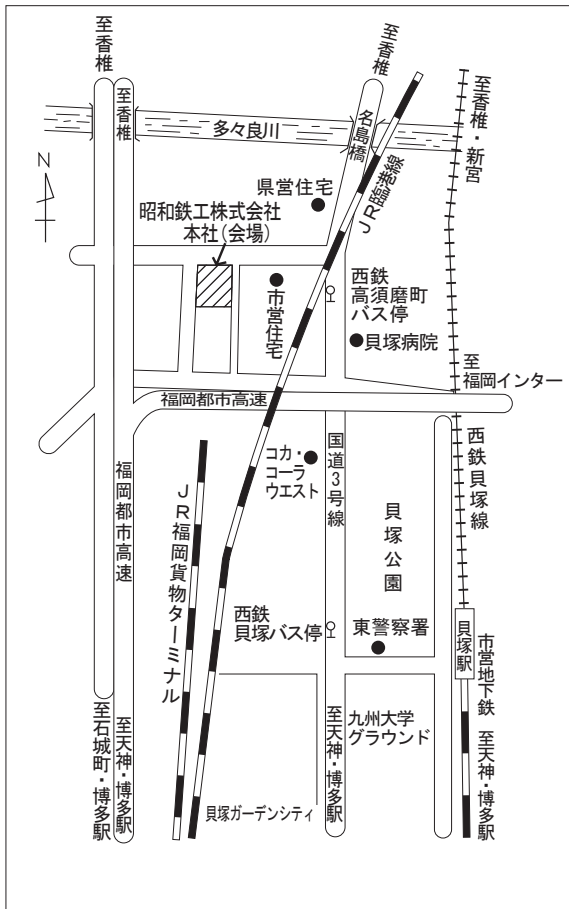 至香椎
至香椎
至香椎
至香椎・新宮
多々良川
名島橋
N
県営住宅
JR臨港線
昭和鉄工株式会社
本社(会場)
市営住宅
西鉄
高須磨町
バス停
貝塚病院
至
福岡インター
福岡都市高速
福岡都市高速
コカ・
コーラ
ウエスト
国道3号線
西鉄貝塚線
貝塚公園
JR福岡貨物ターミナル
西鉄
貝塚バス停
東警察署
貝塚駅
市営地下鉄
至石城町・博多駅
至天神・博多駅
至天神・博多駅
九州大学
グラウンド
至天神・博多駅
貝塚ガーデンシティ